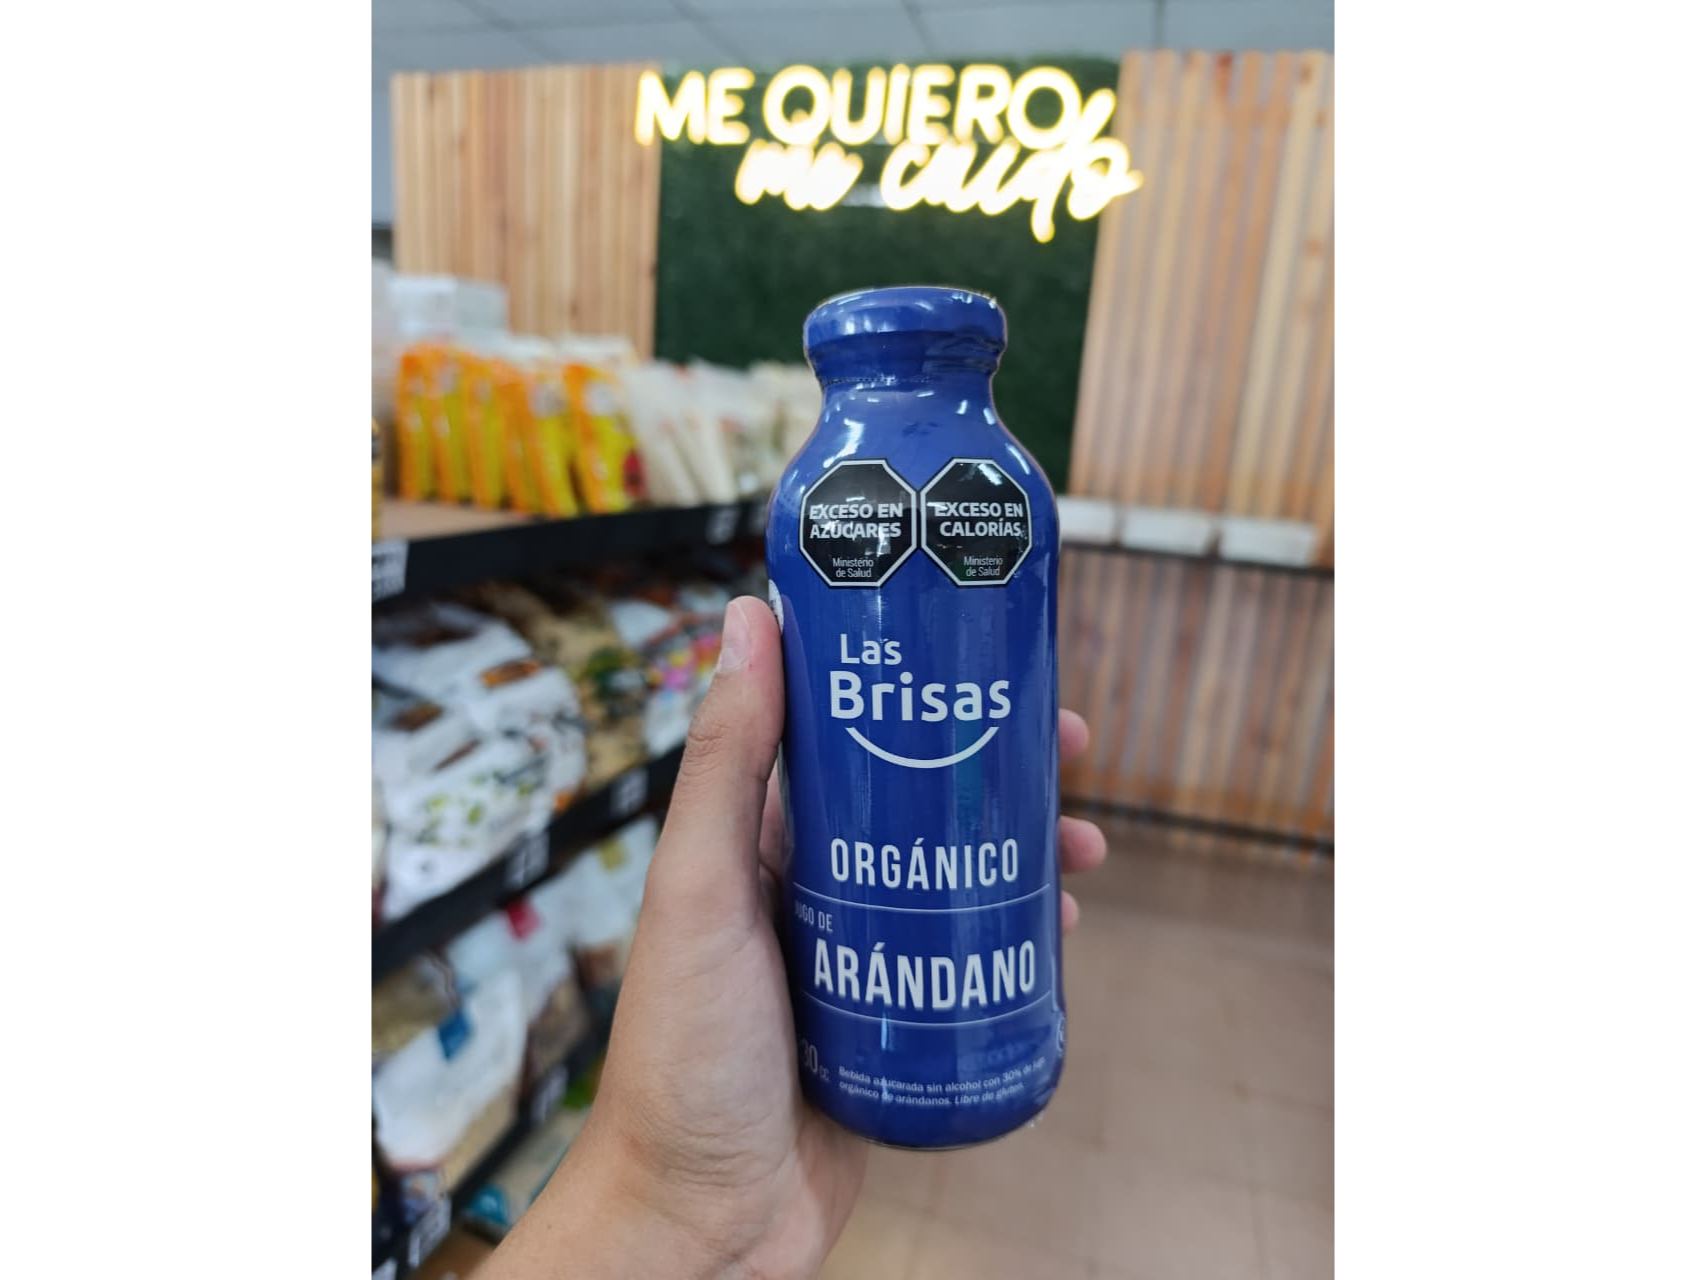 ME QUIERO
me cuido
EXCESO EN
AZÚCARES
Ministerio
de Salud
EXCESO EN
CALORÍAS
Ministerio
de Salud
Las
Brisas
ORGÁNICO
DE
ARÁNDANO
cc
Bebida azucarada sin alcohol con 30% de jugo
orgánico de arándanos. Libre de gluten.